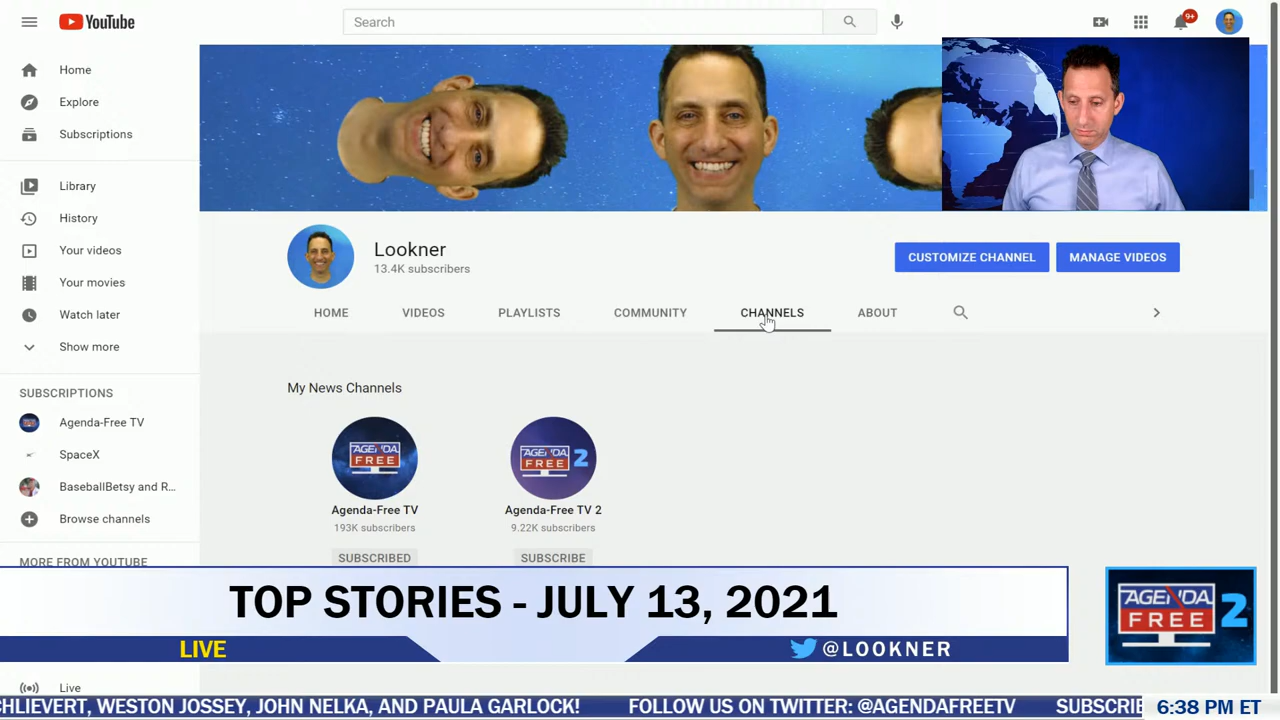 YouTube
Search
9+
Home
Explore
Subscriptions
Library
History
Your videos
Your movies
Watch later
Show more
SUBSCRIPTIONS
Agenda-Free TV
SpaceX
BaseballBetsy and R...
Browse channels
MORE FROM YOUTUBE
Live
Lookner
13.4K subscribers
CUSTOMIZE CHANNEL
MANAGE VIDEOS
HOME VIDEOS PLAYLISTS COMMUNITY CHANNELS ABOUT
My News Channels
AGENDA
FREE
AGENDA
FREE 2
Agenda-Free TV
193K subscribers
SUBSCRIBED
Agenda-Free TV 2
9.22K subscribers
SUBSCRIBE
TOP STORIES - JULY 13, 2021
LIVE
@LOOKNER
AGENDA
FREE 2
CHLIEVERT, WESTON JOSSEY, JOHN NELKA, AND PAULA GARLOCK! FOLLOW US ON TWITTER: @AGENDAFREETV SUBSCRIB
6:38 PM ET